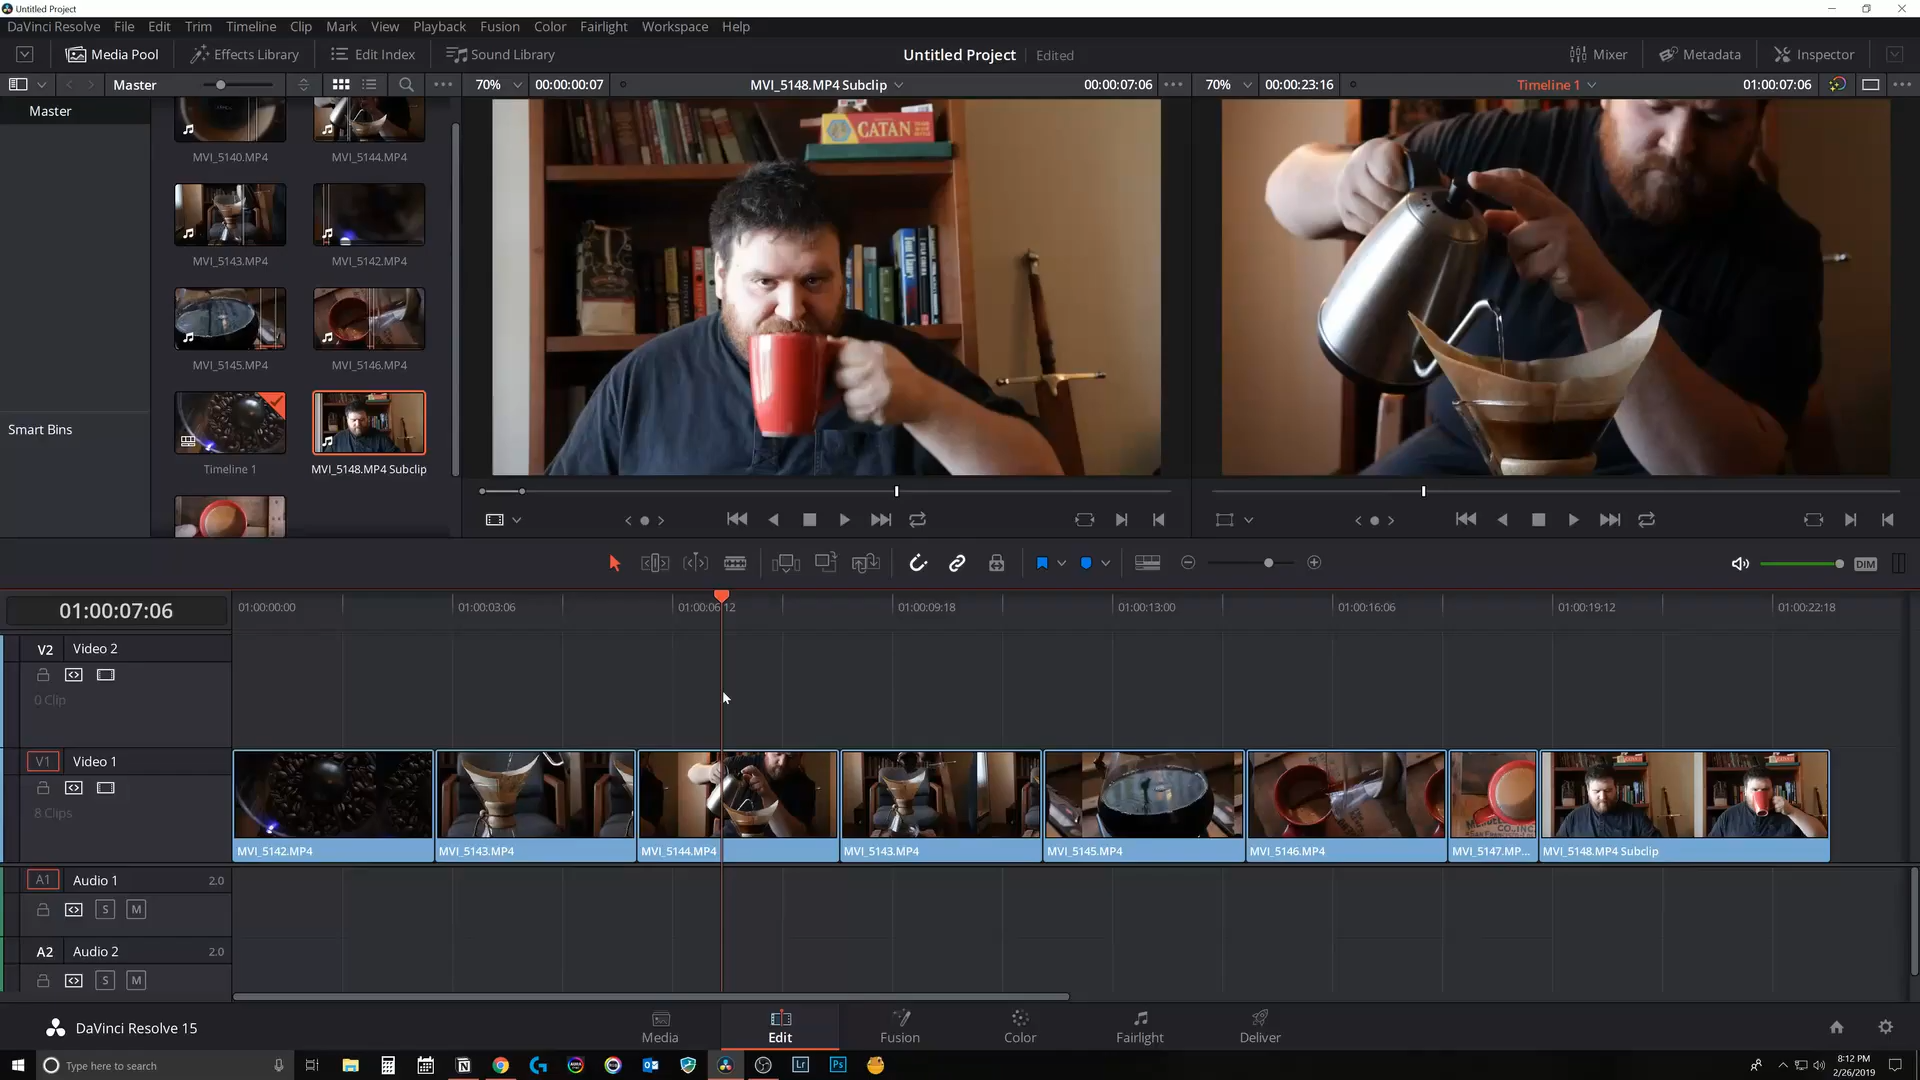 Untitled Project
DaVinci Resolve File Edit Trim Timeline Clip Mark View Playback Fusion Color Fairlight Workspace Help
Media Pool Effects Library Edit Index Sound Library Untitled Project Edited Mixer Metadata Inspector
Master 70% 00:00:00:07 MVI_5148.MP4 Subclip 00:00:07:06 70% 00:00:23:16 Timeline 1 01:00:07:06
Master
CATAN
MVI_5140.MP4 MVI_5144.MP4
MVI_5143.MP4 MVI_5142.MP4
MVI_5145.MP4 MVI_5146.MP4
Smart Bins
Timeline 1 MVI_5148.MP4 Subclip
DIM
01:00:07:06 01:00:00:00 01:00:03:06 01:00:06:12 01:00:09:18 01:00:13:00 01:00:16:06 01:00:19:12 01:00:22:18
V2 Video 2
0 Clip
V1 Video 1
8 Clips
MVI_5142.MP4 MVI_5143.MP4 MVI_5144.MP4 MVI_5143.MP4 MVI_5145.MP4 MVI_5146.MP4 MVI_5147.MP... MVI_5148.MP4 Subclip
A1 Audio 1 2.0
S M
A2 Audio 2 2.0
S M
DaVinci Resolve 15 Media Edit Fusion Color Fairlight Deliver
Type here to search Lr Ps 8:12 PM
2/26/2019